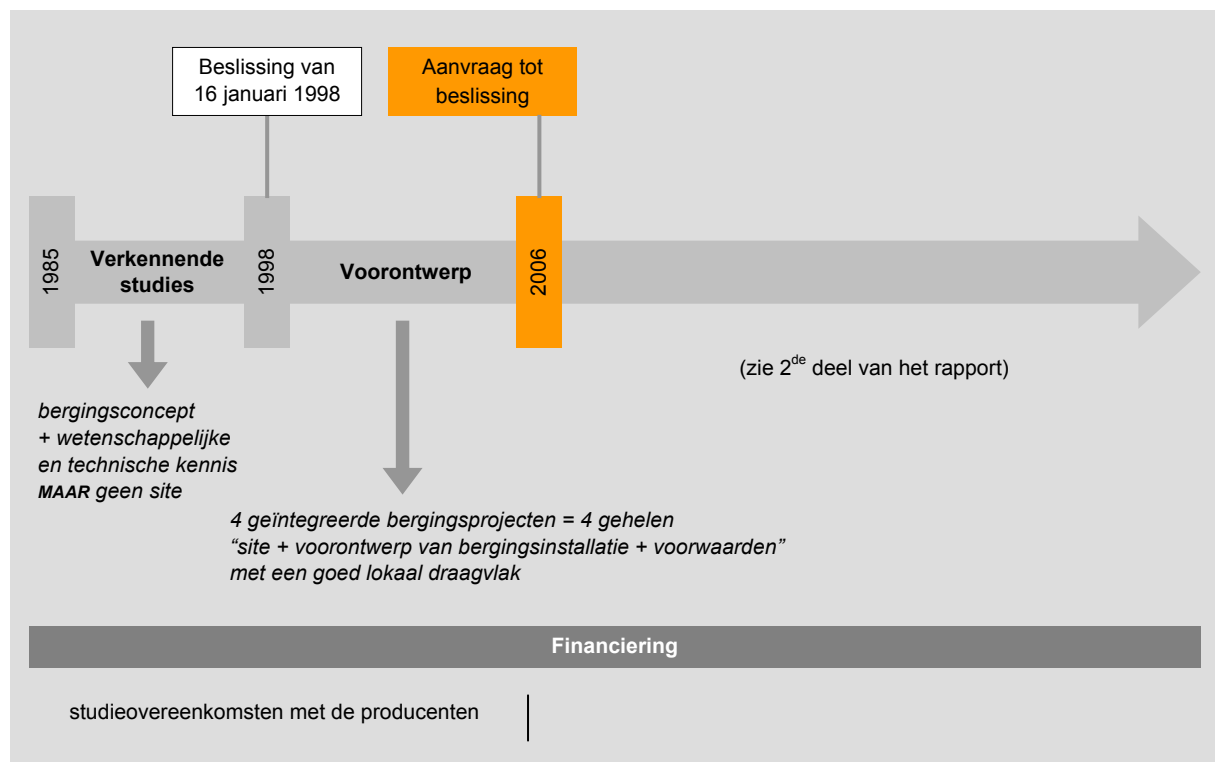 Beslissing van
16 januari 1998
Aanvraag tot
beslissing
1985
Verkennende
studies
1998
Voorontwerp
2006
(zie 2de deel van het rapport)
bergingsconcept
+ wetenschappelijke
en technische kennis
MAAR geen site
4 geïntegreerde bergingsprojecten = 4 gehelen
“site + voorontwerp van bergingsinstallatie + voorwaarden”
met een goed lokaal draagvlak
Financiering
studieovereenkomsten met de producenten